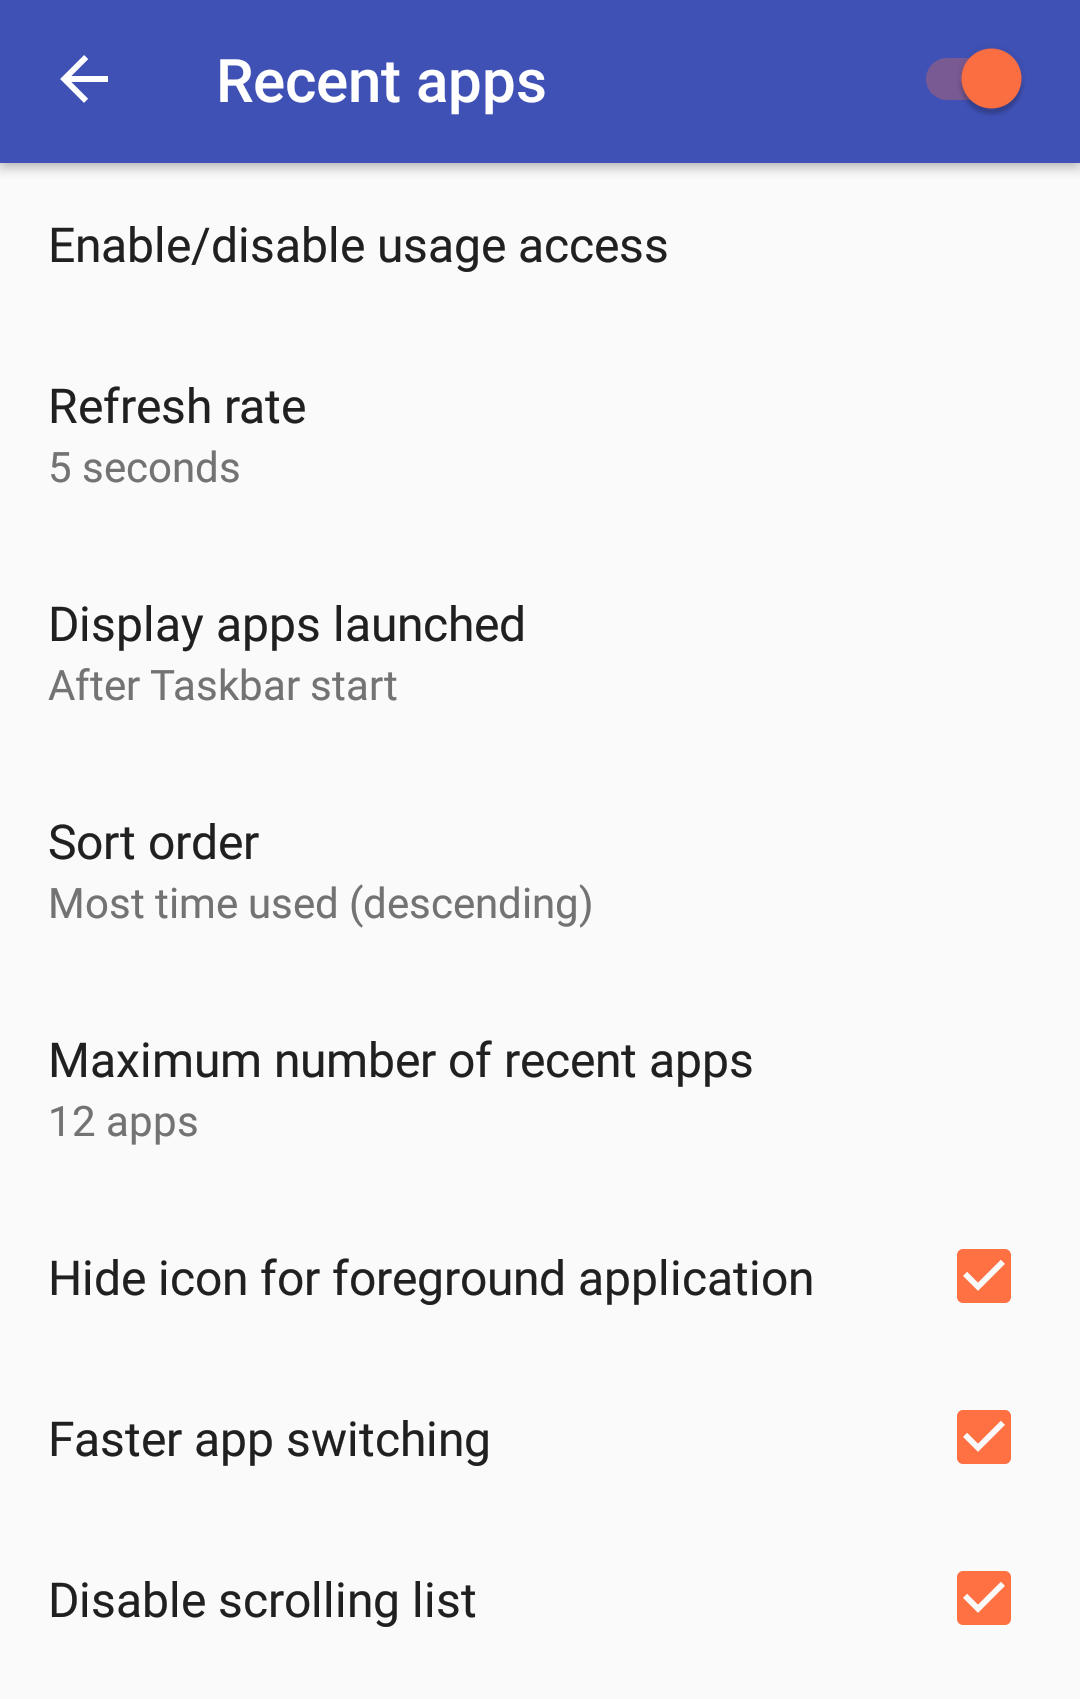 Recent apps
Enable/disable usage access
Refresh rate
5 seconds
Display apps launched
After Taskbar start
Sort order
Most time used (descending)
Maximum number of recent apps
12 apps
Hide icon for foreground application
Faster app switching
Disable scrolling list